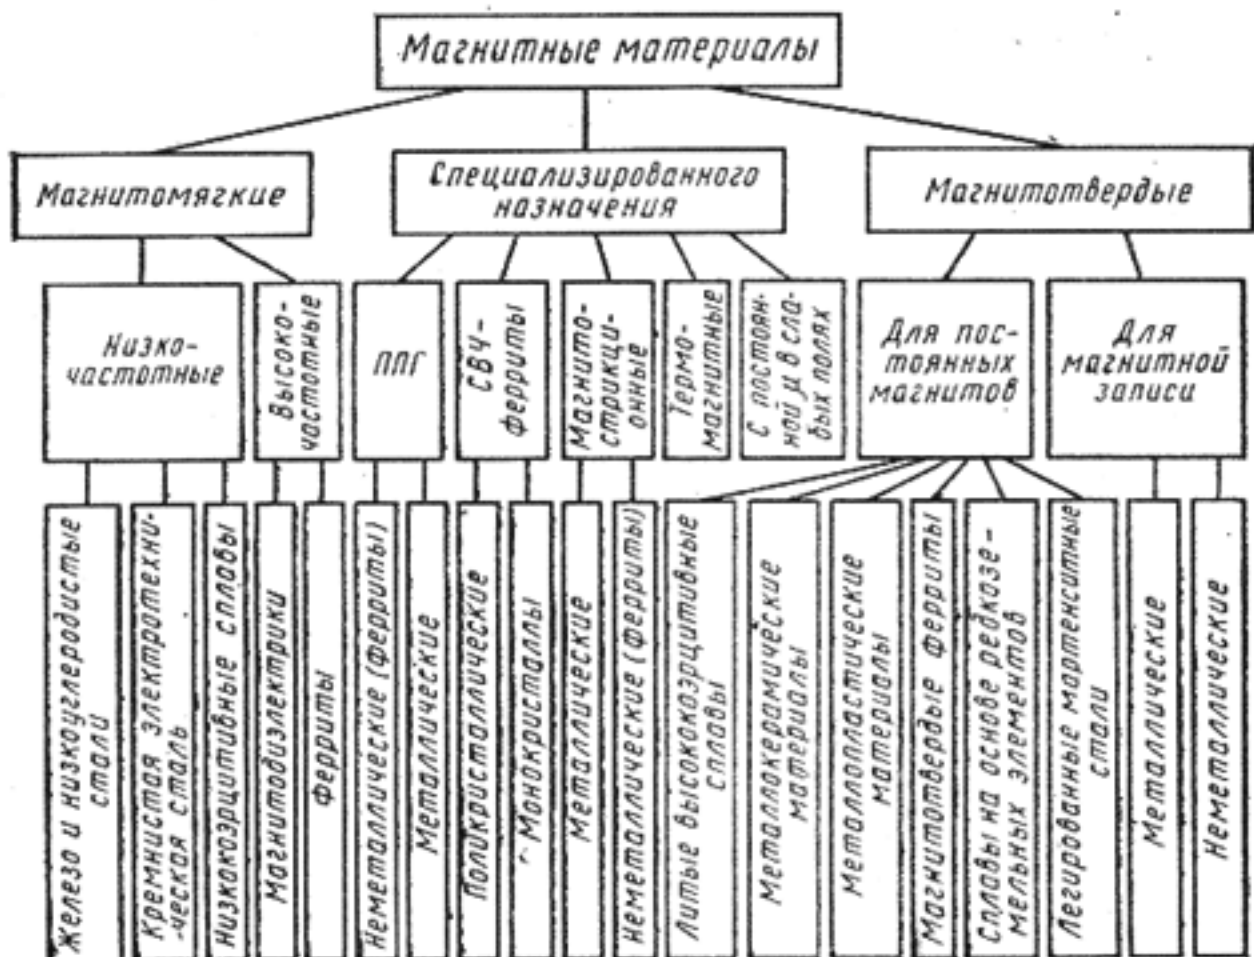 Магнитные материалы
Магнитомягкие
Специализированного
назначения
Магнитотвердые
Низко-
частотные
Высоко-
частотные
ППГ
СВЧ-
ферриты
Магнито-
стрикци-
онные
Термо-
магнитные
С постоян-
ной μ в сла-
бых полях
Для пос-
тоянных
магнитов
Для
магнитной
записи
Железо и низкоуглеродистые
стали
Кремнистая электротехни-
ческая сталь
Низкокоэрцитивные сплавы
Магнитодиэлектрики
Ферриты
Неметаллические (ферриты)
Металлические
Поликристаллические
Монокристаллы
Металлические
Неметаллические (ферриты)
Литые высококоэрцитивные
сплавы
Металлокерамические
материалы
Металлопластические
материалы
Магнитотвердые ферриты
Сплавы на основе редкозе-
мельных элементов
Легированные мартенситные
стали
Металлические
Неметаллические